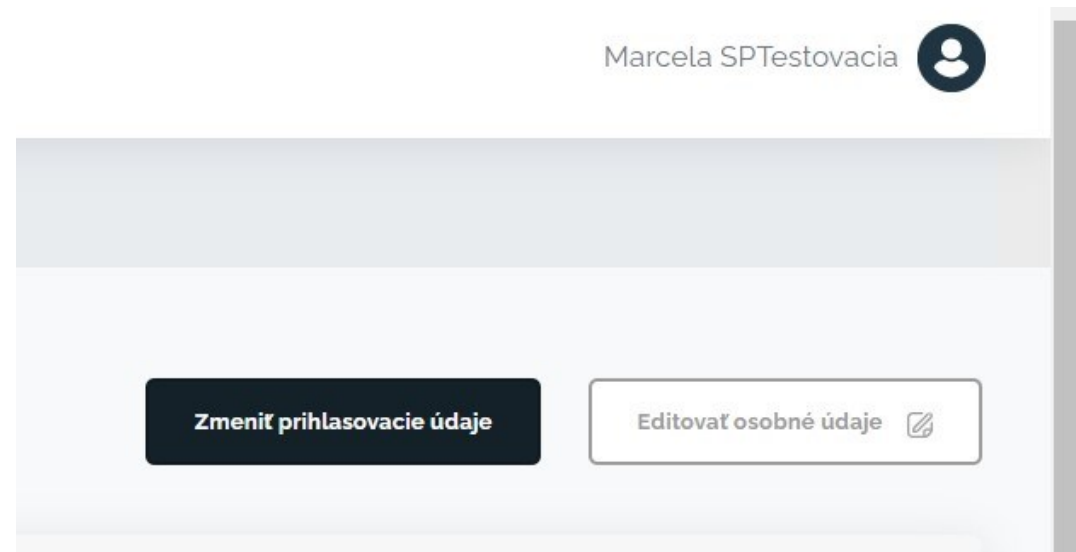 Marcela SPTestovacia
Zmeniť prihlasovacie údaje
Editovať osobné údaje